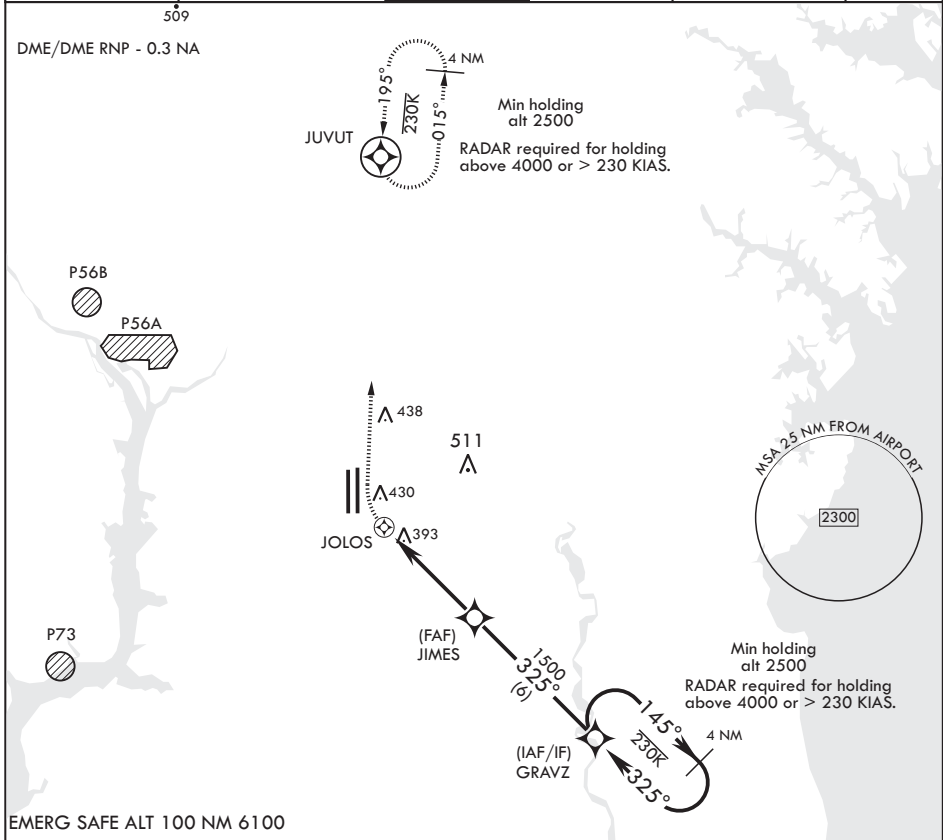 509
DME/DME RNP - 0.3 NA
4 NM
195°
230K
015°
Min holding
alt 2500
JUVUT
RADAR required for holding
above 4000 or > 230 KIAS.
P56B
P56A
438
511
MSA 25 NM FROM AIRPORT
430
2300
393
JOLOS
P73
(FAF)
JIMES
1500
325°
(6)
Min holding
alt 2500
RADAR required for holding
above 4000 or > 230 KIAS.
145°
4 NM
230K
(IAF/IF)
GRAVZ
325°
EMERG SAFE ALT 100 NM 6100